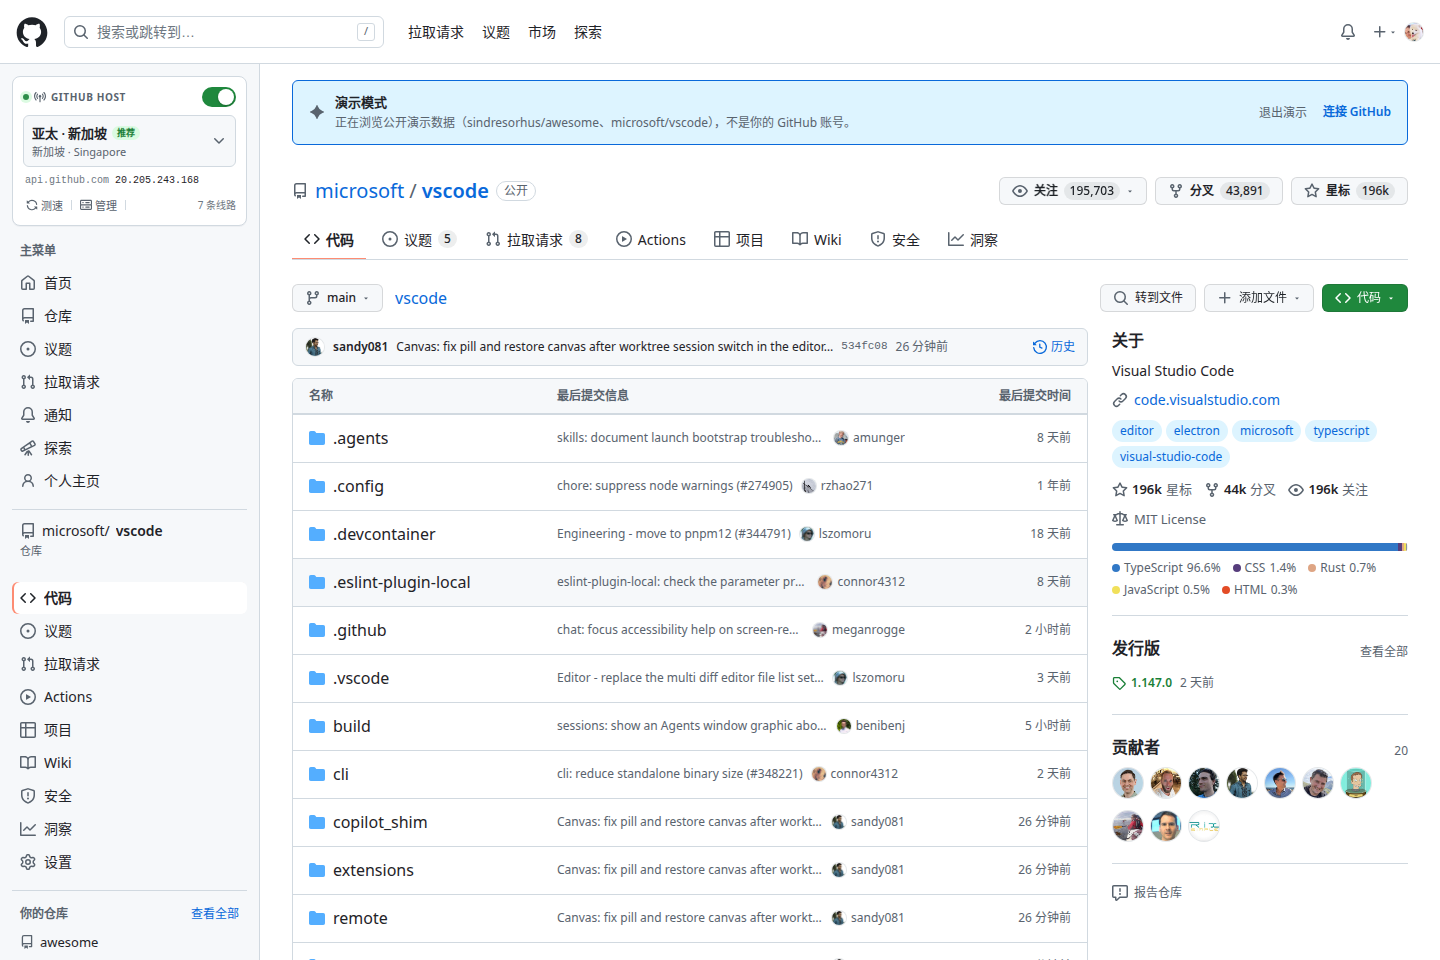 搜索或跳转到...
/
拉取请求 议题 市场 探索
GITHUB HOST
亚太 · 新加坡 推荐
新加坡 · Singapore
api.github.com 20.205.243.168
测速 管理 7 条线路
主菜单
首页
仓库
议题
拉取请求
通知
探索
个人主页
microsoft/ vscode
仓库
代码
议题
拉取请求
Actions
项目
Wiki
安全
洞察
设置
你的仓库 查看全部
awesome
演示模式
正在浏览公开演示数据（sindresorhus/awesome、microsoft/vscode），不是你的 GitHub 账号。
退出演示 连接 GitHub
microsoft / vscode 公开
关注 195,703 分叉 43,891 星标 196k
代码 议题 5 拉取请求 8 Actions 项目 Wiki 安全 洞察
main vscode 转到文件 添加文件 代码
sandy081 Canvas: fix pill and restore canvas after worktree session switch in the editor... 534fc08 26 分钟前 历史
名称 最后提交信息 最后提交时间
.agents skills: document launch bootstrap troublesho... amunger 8 天前
.config chore: suppress node warnings (#274905) rzhao271 1 年前
.devcontainer Engineering - move to pnpm12 (#344791) lszomoru 18 天前
.eslint-plugin-local eslint-plugin-local: check the parameter pr... connor4312 8 天前
.github chat: focus accessibility help on screen-re... meganrogge 2 小时前
.vscode Editor - replace the multi diff editor file list set... lszomoru 3 天前
build sessions: show an Agents window graphic abo... benibenj 5 小时前
cli cli: reduce standalone binary size (#348221) connor4312 2 天前
copilot_shim Canvas: fix pill and restore canvas after workt... sandy081 26 分钟前
extensions Canvas: fix pill and restore canvas after workt... sandy081 26 分钟前
remote Canvas: fix pill and restore canvas after workt... sandy081 26 分钟前
关于
Visual Studio Code
code.visualstudio.com
editor electron microsoft typescript
visual-studio-code
196k 星标 44k 分叉 196k 关注
MIT License
TypeScript 96.6% CSS 1.4% Rust 0.7%
JavaScript 0.5% HTML 0.3%
发行版 查看全部
1.147.0 2 天前
贡献者 20
报告仓库